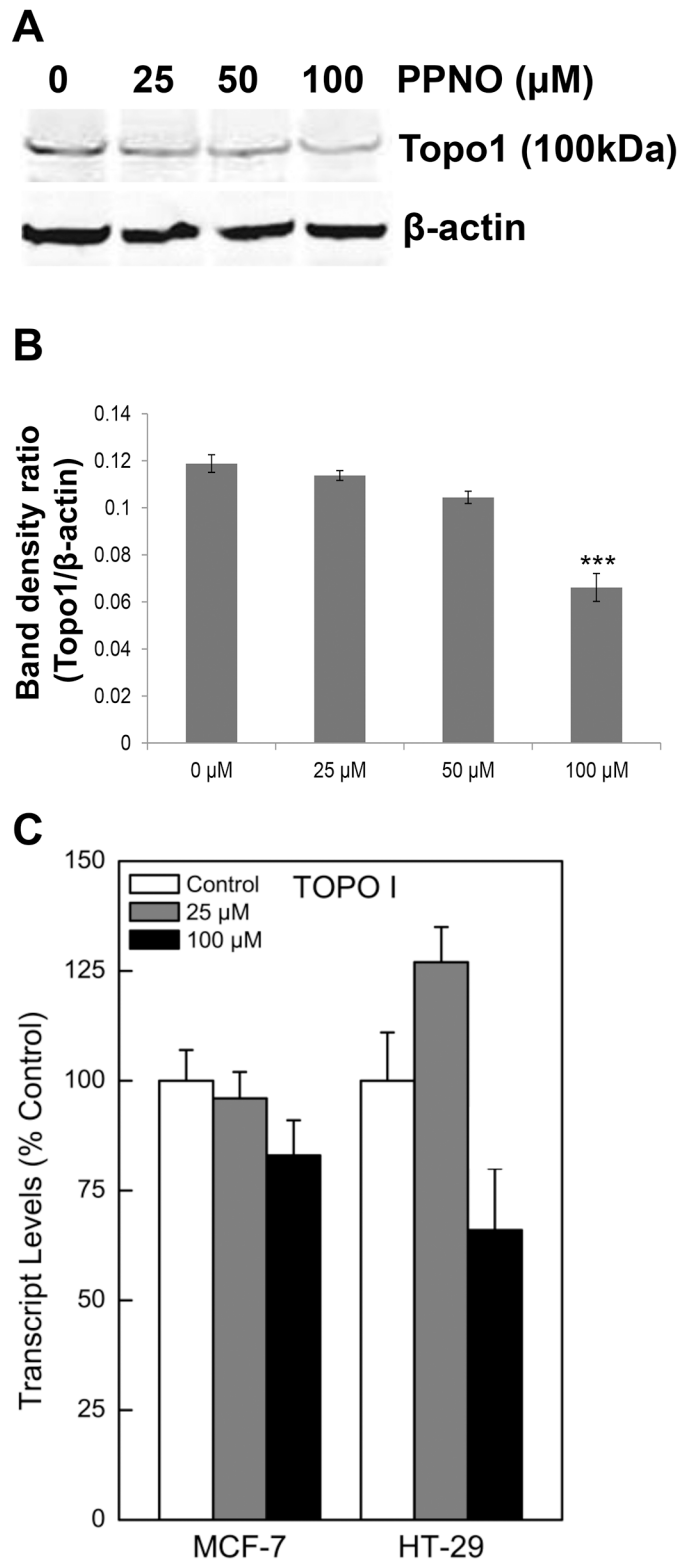 A
0 25 50 100 PPNO (µM)
Topo1 (100kDa)
β-actin
B
Band density ratio
(Topo1/β-actin)
0.14
0.12
0.1
0.08
0.06
0.04
0.02
0
***
0 µM 25 µM 50 µM 100 µM
C
Transcript Levels (% Control)
150
125
100
75
50
25
0
TOPO I
Control
25 µM
100 µM
MCF-7 HT-29